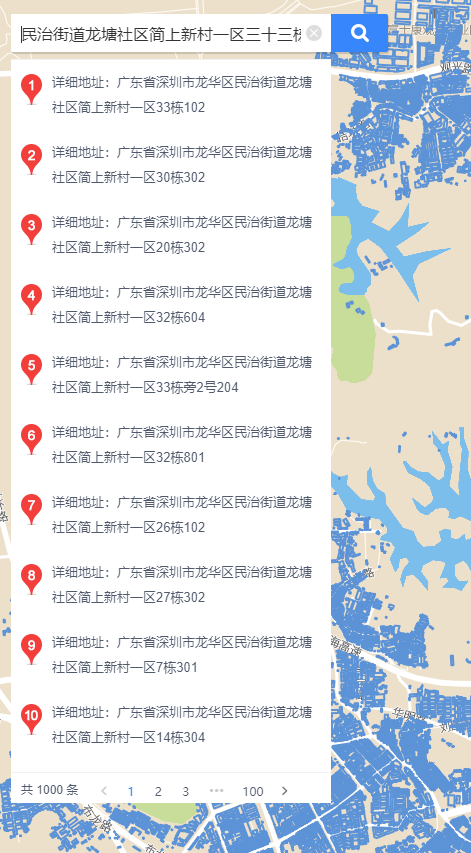 民治街道龙塘社区简上新村一区三十三栋
1 详细地址：广东省深圳市龙华区民治街道龙塘
社区简上新村一区33栋102
2 详细地址：广东省深圳市龙华区民治街道龙塘
社区简上新村一区30栋302
3 详细地址：广东省深圳市龙华区民治街道龙塘
社区简上新村一区20栋302
4 详细地址：广东省深圳市龙华区民治街道龙塘
社区简上新村一区32栋604
5 详细地址：广东省深圳市龙华区民治街道龙塘
社区简上新村一区33栋旁2号204
6 详细地址：广东省深圳市龙华区民治街道龙塘
社区简上新村一区32栋801
7 详细地址：广东省深圳市龙华区民治街道龙塘
社区简上新村一区26栋102
8 详细地址：广东省深圳市龙华区民治街道龙塘
社区简上新村一区27栋302
9 详细地址：广东省深圳市龙华区民治街道龙塘
社区简上新村一区7栋301
10 详细地址：广东省深圳市龙华区民治街道龙塘
社区简上新村一区14栋304
共 1000 条 < 1 2 3 ••• 100 >
观兴路
海高速
布龙路